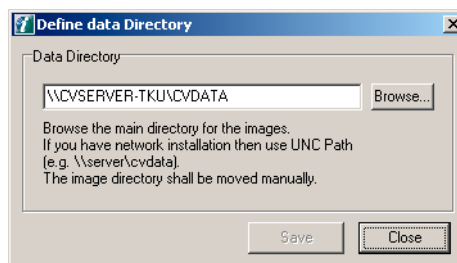 Define data Directory
Data Directory
\\CVSERVER-TKU\CVDATA
Browse...
Browse the main directory for the images.
If you have network installation then use UNC Path
(e.g. \\server\cvdata).
The image directory shall be moved manually.
Save
Close